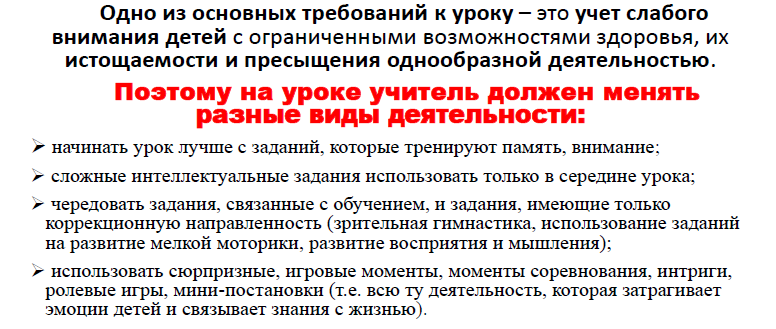 Одно из основных требований к уроку – это учет слабого
внимания детей с ограниченными возможностями здоровья, их
истощаемости и пресыщения однообразной деятельностью.
Поэтому на уроке учитель должен менять
разные виды деятельности:
➢ начинать урок лучше с заданий, которые тренируют память, внимание;
➢ сложные интеллектуальные задания использовать только в середине урока;
➢ чередовать задания, связанные с обучением, и задания, имеющие только
коррекционную направленность (зрительная гимнастика, использование заданий
на развитие мелкой моторики, развитие восприятия и мышления);
➢ использовать сюрпризные, игровые моменты, моменты соревнования, интриги,
ролевые игры, мини-постановки (т.е. всю ту деятельность, которая затрагивает
эмоции детей и связывает знания с жизнью).